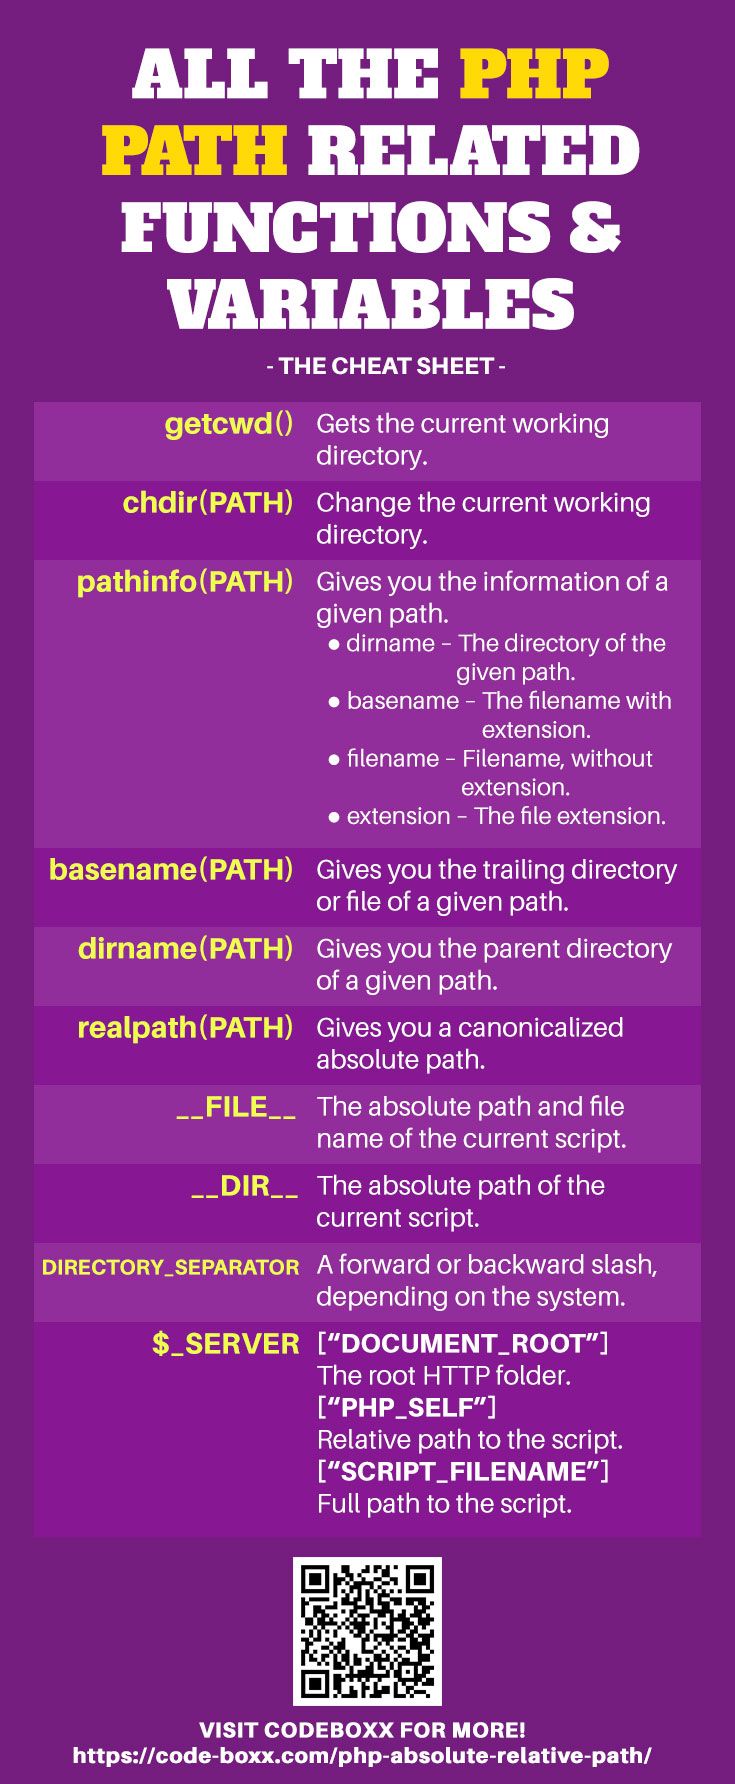 ALL THE PHP
PATH RELATED
FUNCTIONS &
VARIABLES
- THE CHEAT SHEET -
getcwd() Gets the current working
directory.
chdir(PATH) Change the current working
directory.
pathinfo(PATH) Gives you the information of a
given path.
● dirname – The directory of the
given path.
● basename – The filename with
extension.
● filename – Filename, without
extension.
● extension – The file extension.
basename(PATH) Gives you the trailing directory
or file of a given path.
dirname(PATH) Gives you the parent directory
of a given path.
realpath(PATH) Gives you a canonicalized
absolute path.
__FILE__ The absolute path and file
name of the current script.
__DIR__ The absolute path of the
current script.
DIRECTORY_SEPARATOR A forward or backward slash,
depending on the system.
$_SERVER [“DOCUMENT_ROOT”]
The root HTTP folder.
[“PHP_SELF”]
Relative path to the script.
[“SCRIPT_FILENAME”]
Full path to the script.
VISIT CODEBOXX FOR MORE!
https://code-boxx.com/php-absolute-relative-path/